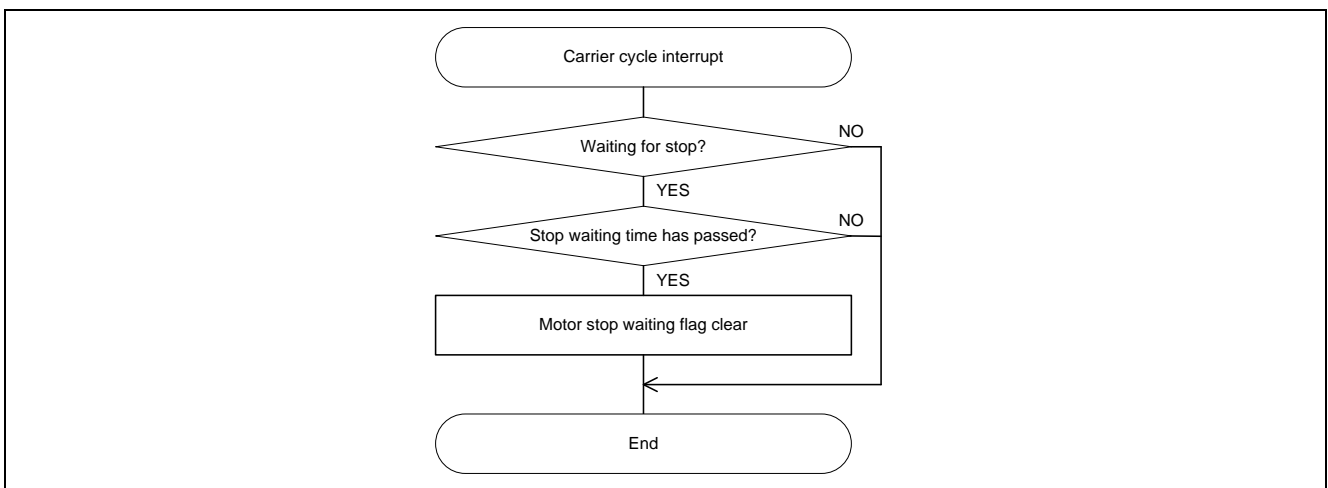 Carrier cycle interrupt
NO
Waiting for stop?
YES
NO
Stop waiting time has passed?
YES
Motor stop waiting flag clear
End